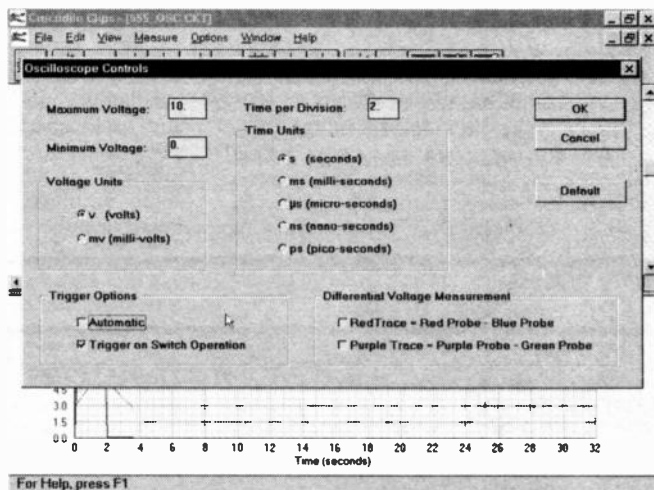 Crocodile Clips - [555_OSC.CKT]
File Edit View Measure Options Window Help
Oscilloscope Controls
Maximum Voltage: 10.
Time per Division: 2.
OK
Minimum Voltage: 0.
Time Units
Cancel
s (seconds)
Voltage Units
ms (milli-seconds)
Default
v (volts)
µs (micro-seconds)
mv (milli-volts)
ns (nano-seconds)
ps (pico-seconds)
Trigger Options
Differential Voltage Measurement
Automatic
RedTrace = Red Probe - Blue Probe
Trigger on Switch Operation
Purple Trace = Purple Probe - Green Probe
4.5
3.0
1.5
0.0
0 2 4 6 8 10 12 14 16 18 20 22 24 26 28 30 32
Time (seconds)
For Help, press F1